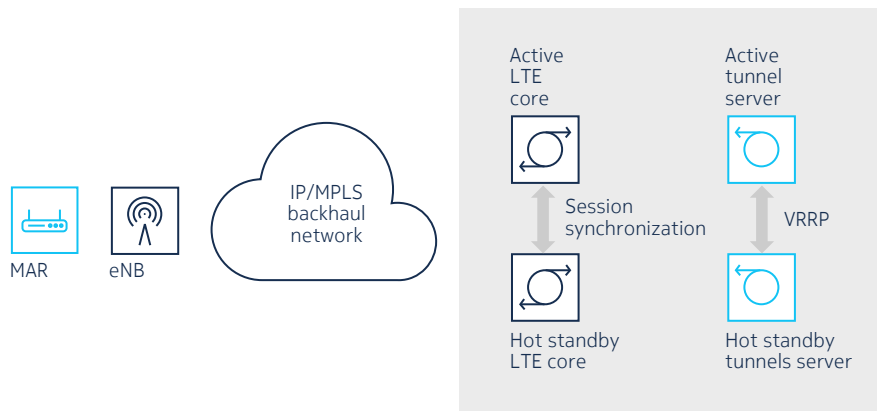 MAR
eNB
IP/MPLS
backhaul
network
Active
LTE
core
Active
tunnel
server
Session
synchronization
VRRP
Hot standby
LTE core
Hot standby
tunnels server